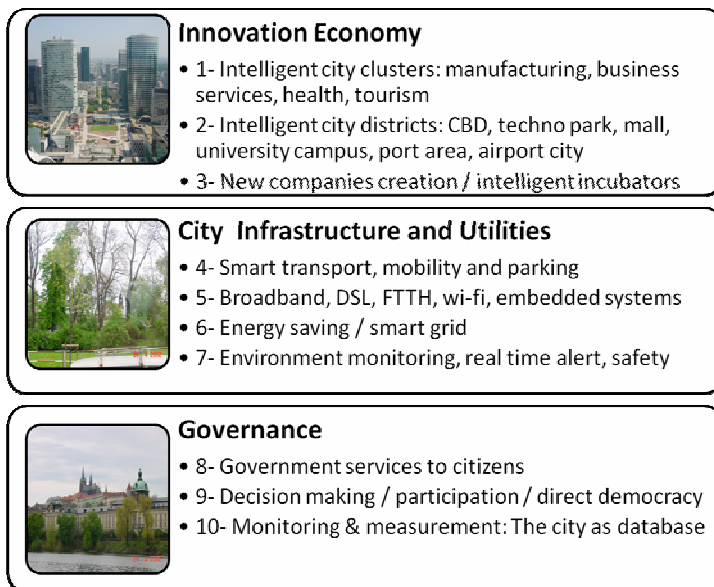 Innovation Economy
• 1- Intelligent city clusters: manufacturing, business
services, health, tourism
• 2- Intelligent city districts: CBD, techno park, mall,
university campus, port area, airport city
• 3- New companies creation / intelligent incubators
City Infrastructure and Utilities
• 4- Smart transport, mobility and parking
• 5- Broadband, DSL, FTTH, wi-fi, embedded systems
• 6- Energy saving / smart grid
• 7- Environment monitoring, real time alert, safety
Governance
• 8- Government services to citizens
• 9- Decision making / participation / direct democracy
• 10- Monitoring & measurement: The city as database